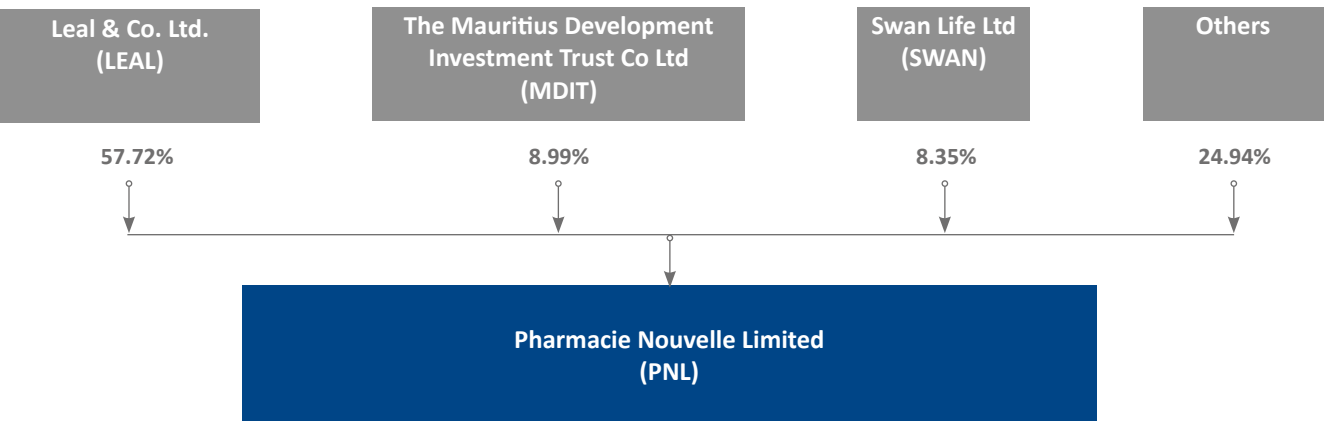 Leal & Co. Ltd.
(LEAL)
The Mauritius Development
Investment Trust Co Ltd
(MDIT)
Swan Life Ltd
(SWAN)
Others
57.72%
8.99%
8.35%
24.94%
Pharmacie Nouvelle Limited
(PNL)